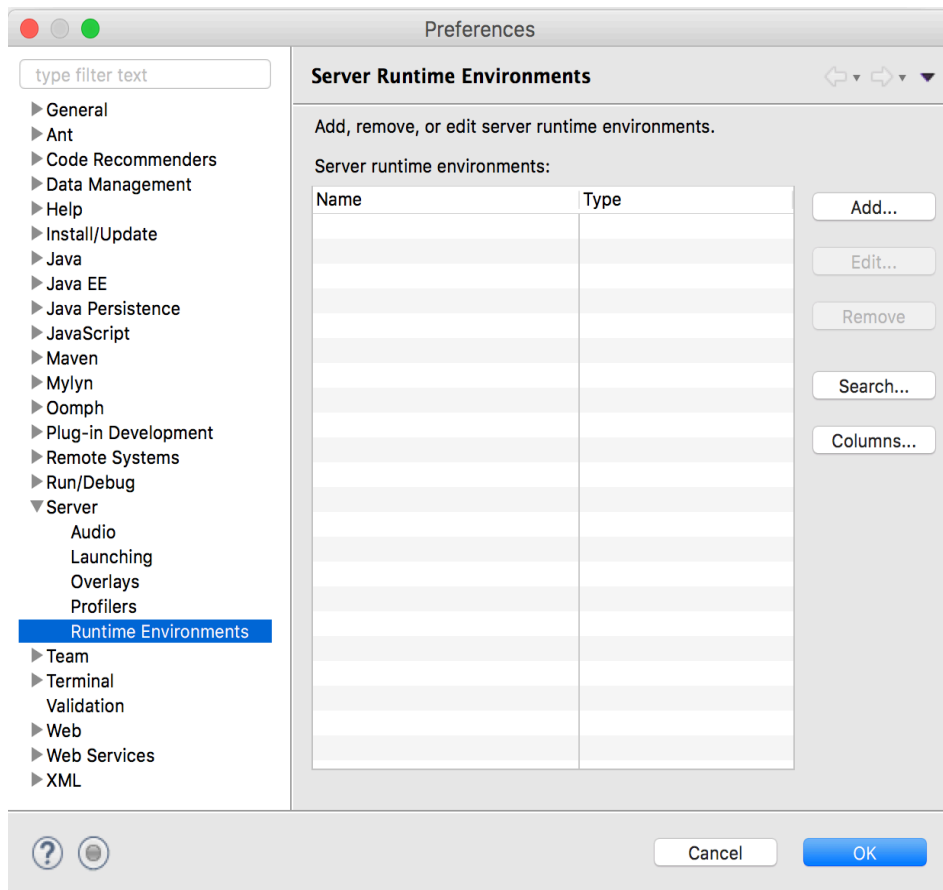 Preferences
type filter text
General
Ant
Code Recommenders
Data Management
Help
Install/Update
Java
Java EE
Java Persistence
JavaScript
Maven
Mylyn
Oomph
Plug-in Development
Remote Systems
Run/Debug
Server
Audio
Launching
Overlays
Profilers
Runtime Environments
Team
Terminal
Validation
Web
Web Services
XML
Server Runtime Environments
Add, remove, or edit server runtime environments.
Server runtime environments:
Name Type
Add...
Edit...
Remove
Search...
Columns...
?
Cancel OK